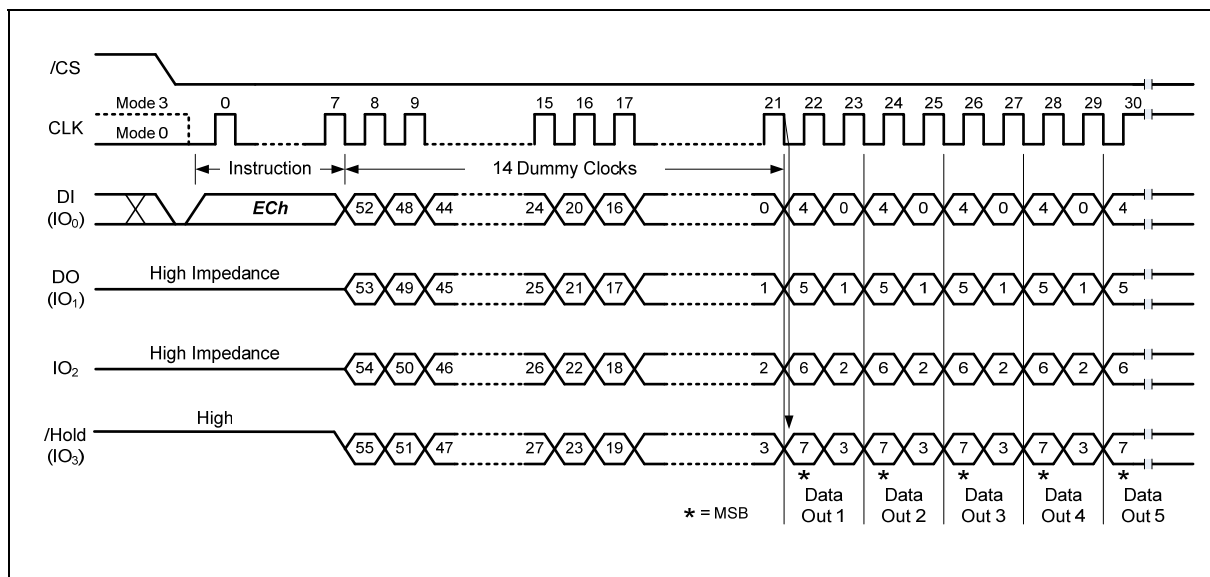 /CS
Mode 3 0 7 8 9 15 16 17 21 22 23 24 25 26 27 28 29 30
CLK
Mode 0
Instruction 14 Dummy Clocks
DI
(IO0) ECh 52 48 44 24 20 16 0 4 0 4 0 4 0 4 0 4
High Impedance
DO
(IO1) 53 49 45 25 21 17 1 5 1 5 1 5 1 5 1 5
High Impedance
IO2 54 50 46 26 22 18 2 6 2 6 2 6 2 6 2 6
High
/Hold
(IO3) 55 51 47 27 23 19 3 7 3 7 3 7 3 7 3 7
* * * * *
* = MSB
Data Data Data Data Data
Out 1 Out 2 Out 3 Out 4 Out 5